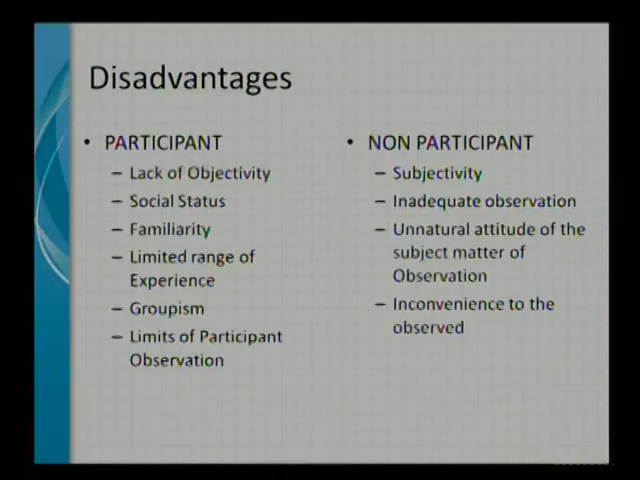 Disadvantages
• PARTICIPANT
– Lack of Objectivity
– Social Status
– Familiarity
– Limited range of
Experience
– Groupism
– Limits of Participant
Observation
• NON PARTICIPANT
– Subjectivity
– Inadequate observation
– Unnatural attitude of the
subject matter of
Observation
– Inconvenience to the
observed